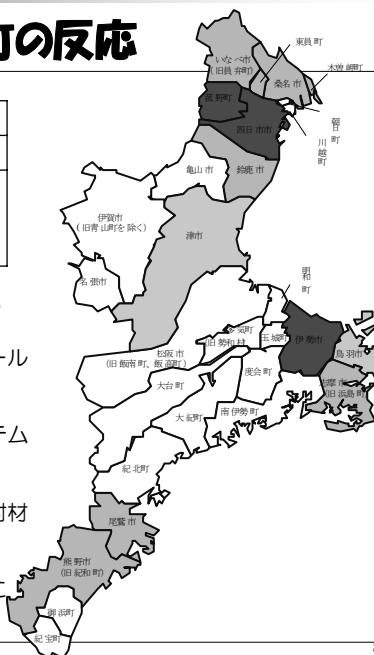 町の反応
いなべ市
(旧員弁町)
東員町
木曽岬町
桑名市
菰野町
四日市市
朝日町
川越町
亀山市
鈴鹿市
伊賀市
(旧青山町を除く)
津市
名張市
明和町
多気町
(旧勢和村)
玉城町
伊勢市
鳥羽市
松阪市
(旧飯南町、飯高町)
度会町
志摩市
(旧浜島町)
大台町
大紀町
南伊勢町
紀北町
尾鷲市
熊野市
(旧紀和町)
御浜町
紀宝町
ール
テム
材